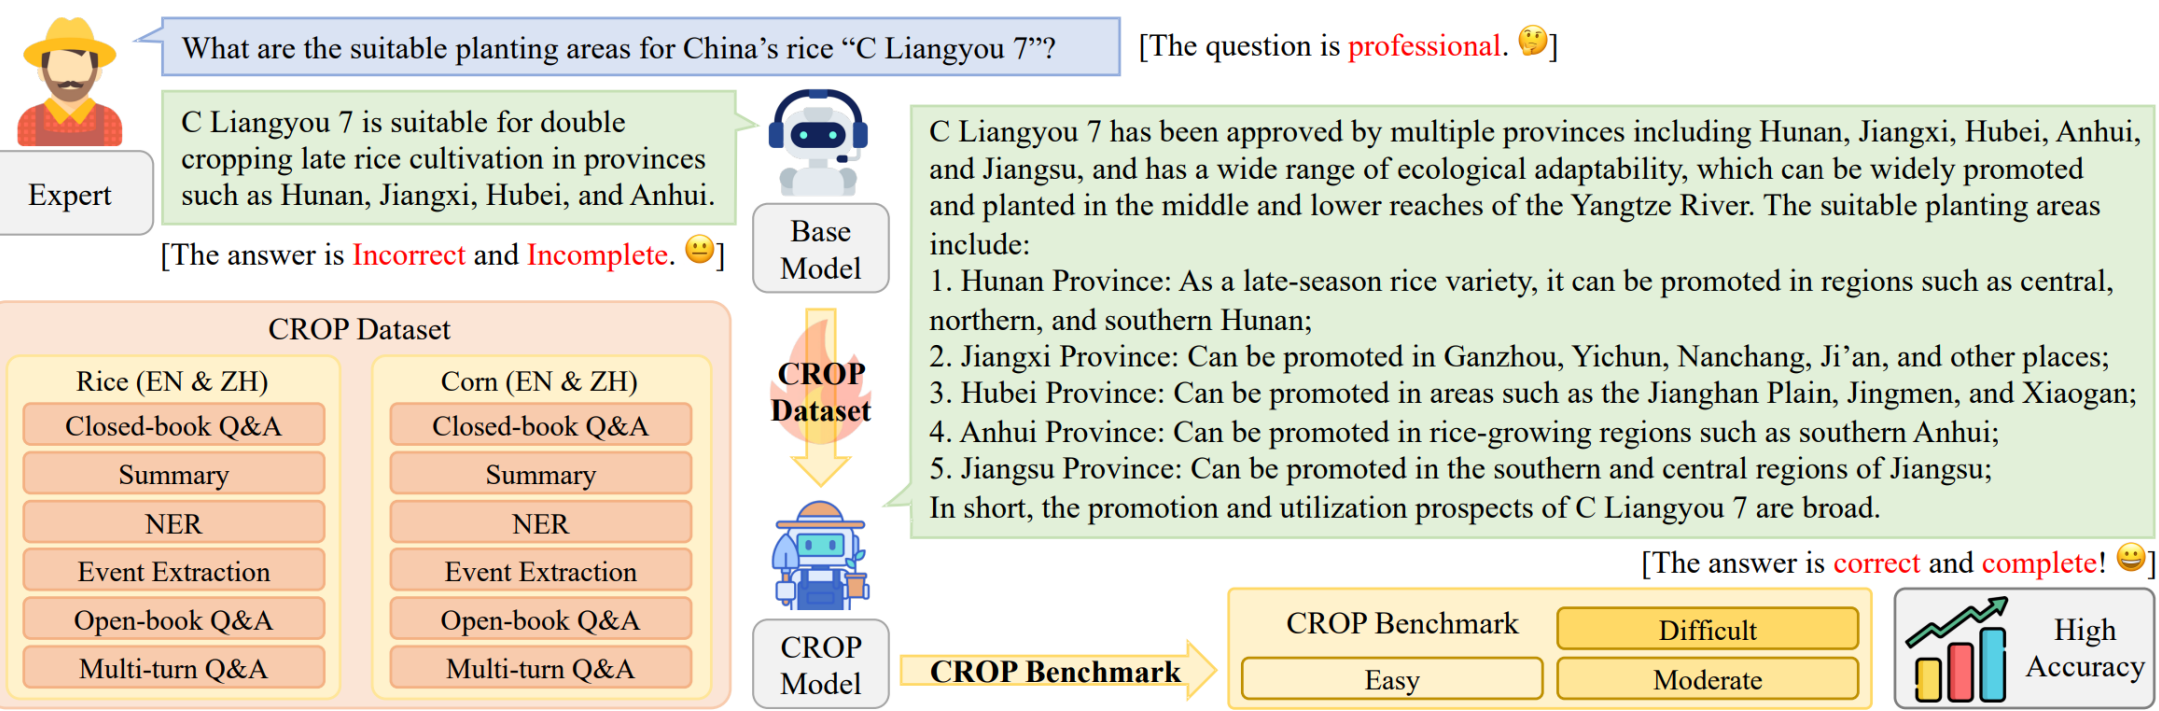 What are the suitable planting areas for China’s rice “C Liangyou 7”?
[The question is professional. 🤔]
C Liangyou 7 is suitable for double
cropping late rice cultivation in provinces
such as Hunan, Jiangxi, Hubei, and Anhui.
Expert
[The answer is Incorrect and Incomplete. 😐]
Base
Model
C Liangyou 7 has been approved by multiple provinces including Hunan, Jiangxi, Hubei, Anhui,
and Jiangsu, and has a wide range of ecological adaptability, which can be widely promoted
and planted in the middle and lower reaches of the Yangtze River. The suitable planting areas
include:
1. Hunan Province: As a late-season rice variety, it can be promoted in regions such as central,
northern, and southern Hunan;
2. Jiangxi Province: Can be promoted in Ganzhou, Yichun, Nanchang, Ji’an, and other places;
3. Hubei Province: Can be promoted in areas such as the Jianghan Plain, Jingmen, and Xiaogan;
4. Anhui Province: Can be promoted in rice-growing regions such as southern Anhui;
5. Jiangsu Province: Can be promoted in the southern and central regions of Jiangsu;
In short, the promotion and utilization prospects of C Liangyou 7 are broad.
[The answer is correct and complete! 😀]
CROP Dataset
Rice (EN & ZH)
Closed-book Q&A
Summary
NER
Event Extraction
Open-book Q&A
Multi-turn Q&A
Corn (EN & ZH)
Closed-book Q&A
Summary
NER
Event Extraction
Open-book Q&A
Multi-turn Q&A
CROP
Dataset
CROP
Model
CROP Benchmark
CROP Benchmark
Difficult
Easy
Moderate
High
Accuracy